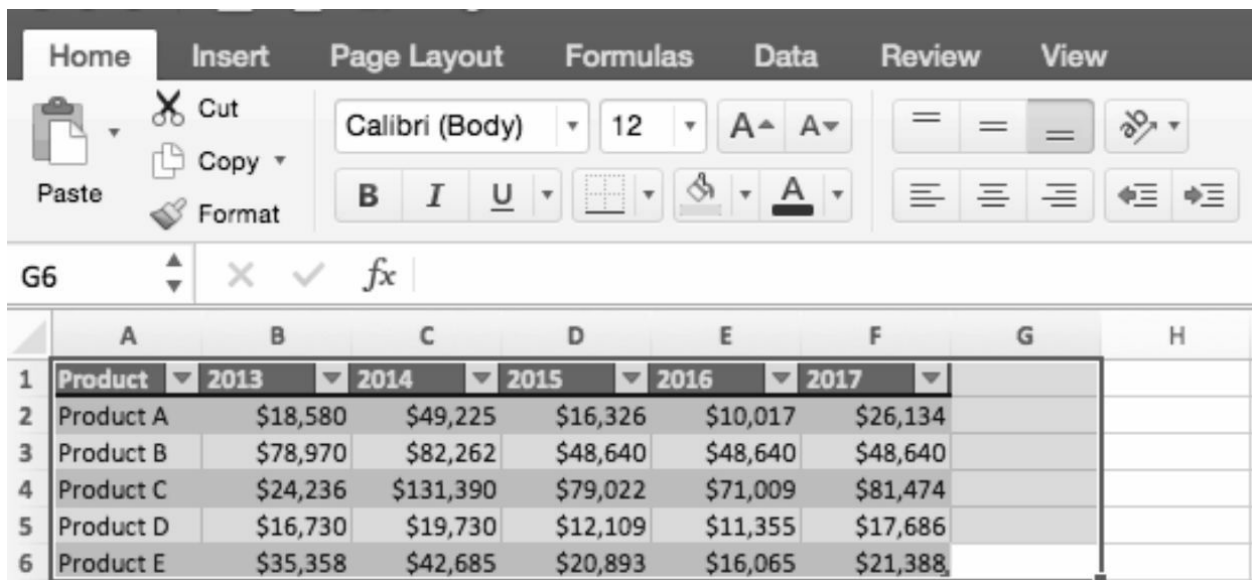 Home Insert Page Layout Formulas Data Review View
Cut
Calibri (Body) 12 A A
ab
Copy
Paste
B I U A
Format
G6 fx
A B C D E F G H
1 Product 2013 2014 2015 2016 2017
2 Product A $18,580 $49,225 $16,326 $10,017 $26,134
3 Product B $78,970 $82,262 $48,640 $48,640 $48,640
4 Product C $24,236 $131,390 $79,022 $71,009 $81,474
5 Product D $16,730 $19,730 $12,109 $11,355 $17,686
6 Product E $35,358 $42,685 $20,893 $16,065 $21,388